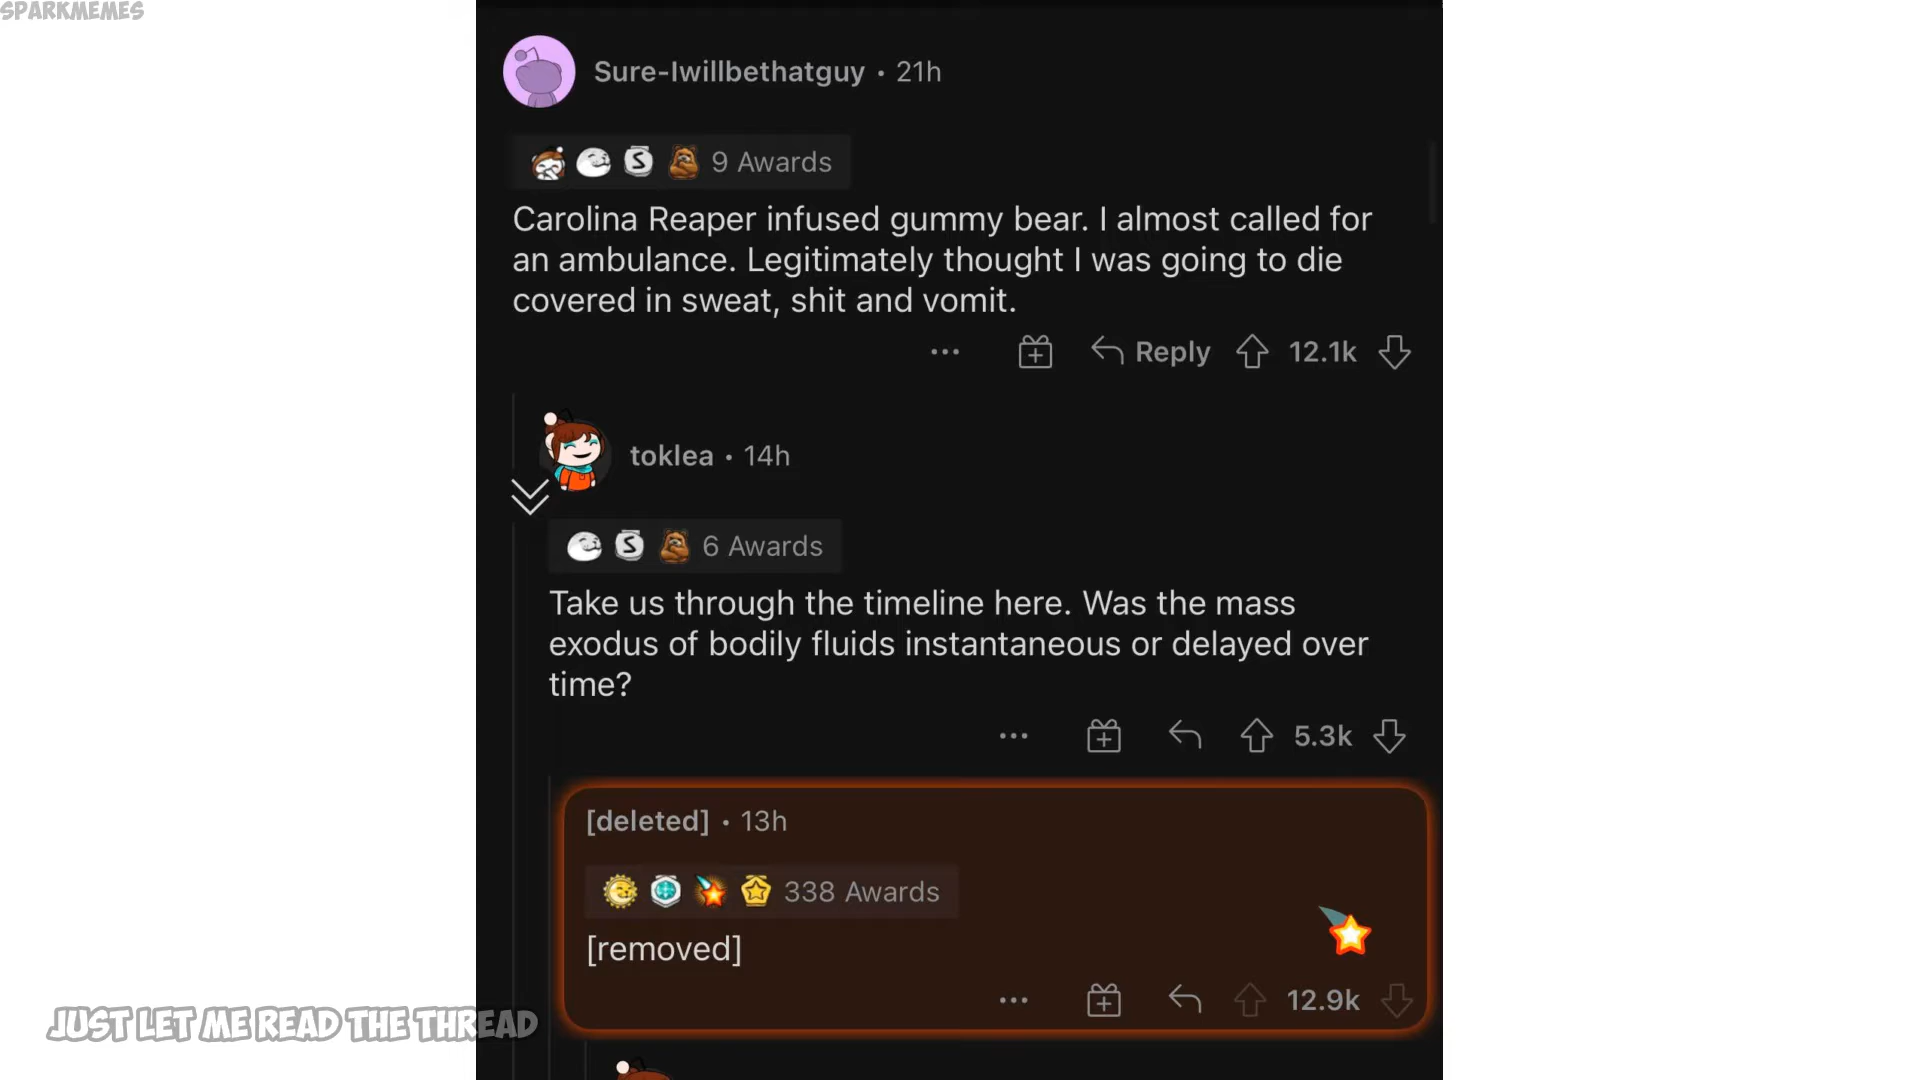 SPARKMEMES
Sure-Iwillbethatguy · 21h
9 Awards
Carolina Reaper infused gummy bear. I almost called for
an ambulance. Legitimately thought I was going to die
covered in sweat, shit and vomit.
... Reply 12.1k
toklea · 14h
S 6 Awards
Take us through the timeline here. Was the mass
exodus of bodily fluids instantaneous or delayed over
time?
... 5.3k
[deleted] · 13h
338 Awards
[removed]
... 12.9k
JUST LET ME READ THE THREAD